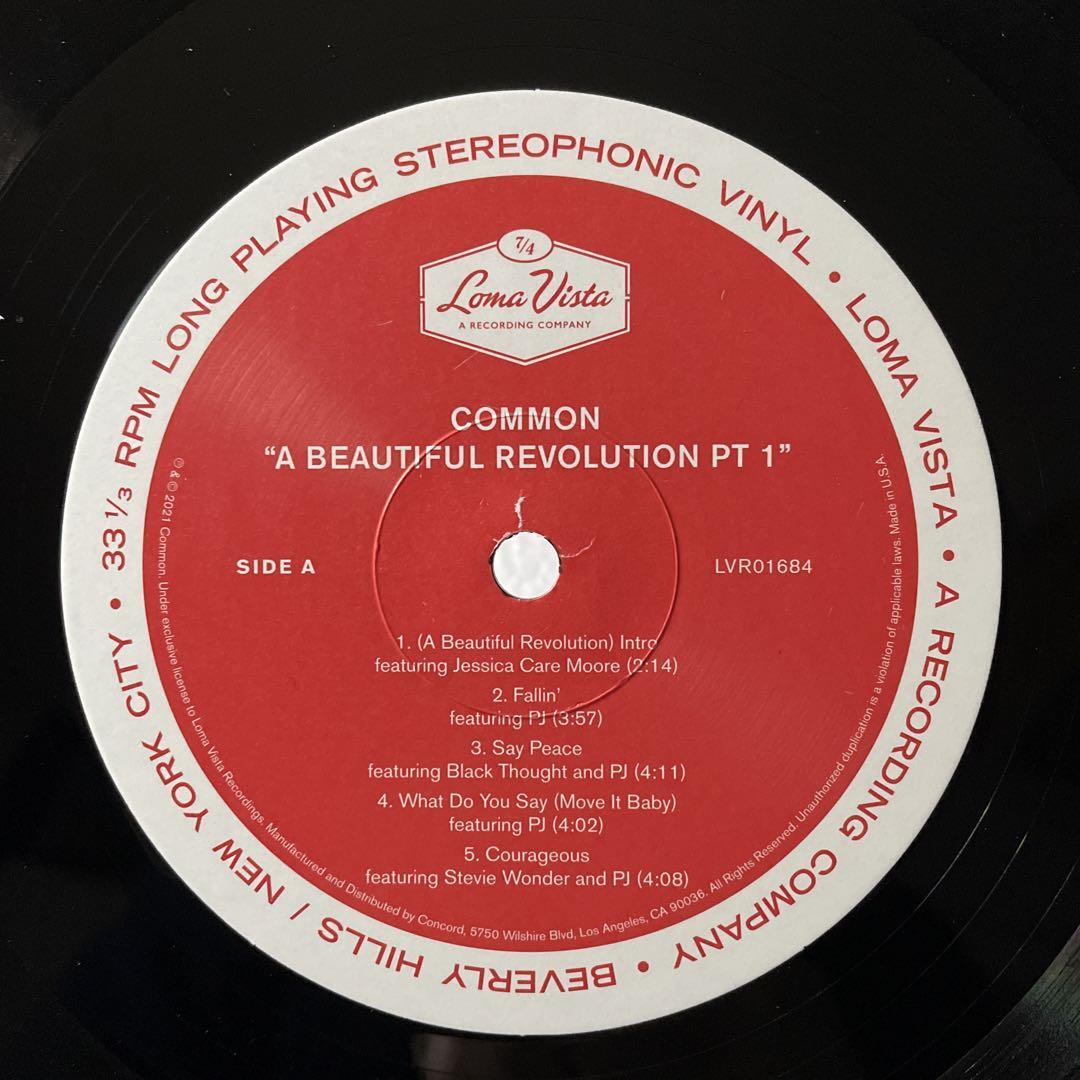 33 1/3 RPM LONG PLAYING STEREOPHONIC VINYL • LOMA VISTA • A RECORDING COMPANY • BEVERLY HILLS / NEW YORK CITY •
7/4
Loma Vista
A RECORDING COMPANY
COMMON
“A BEAUTIFUL REVOLUTION PT 1”
SIDE A
LVR01684
1. (A Beautiful Revolution) Intro
featuring Jessica Care Moore (2:14)
2. Fallin’
featuring PJ (3:57)
3. Say Peace
featuring Black Thought and PJ (4:11)
4. What Do You Say (Move It Baby)
featuring PJ (4:02)
5. Courageous
featuring Stevie Wonder and PJ (4:08)
℗ & © 2021 Common. Under exclusive license to Loma Vista Recordings. Manufactured and Distributed by Concord, 5750 Wilshire Blvd, Los Angeles, CA 90036. All Rights Reserved. Unauthorized duplication is a violation of applicable laws. Made in U.S.A.